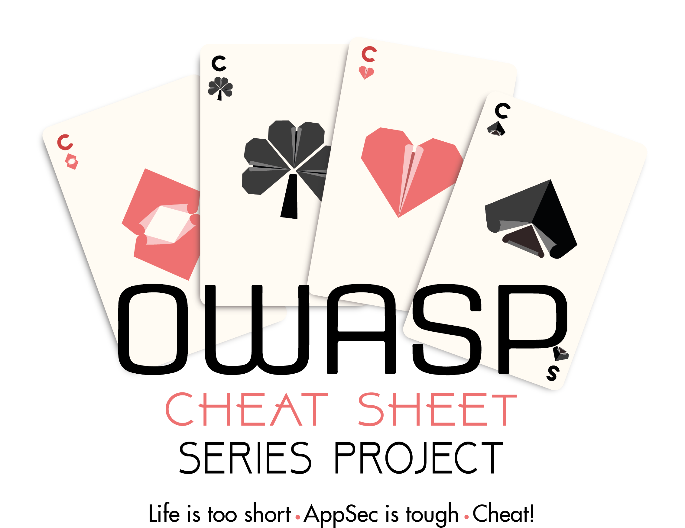 C
C
C
C
OWASP
S
CHEAT SHEET
SERIES PROJECT
Life is too short • AppSec is tough • Cheat!